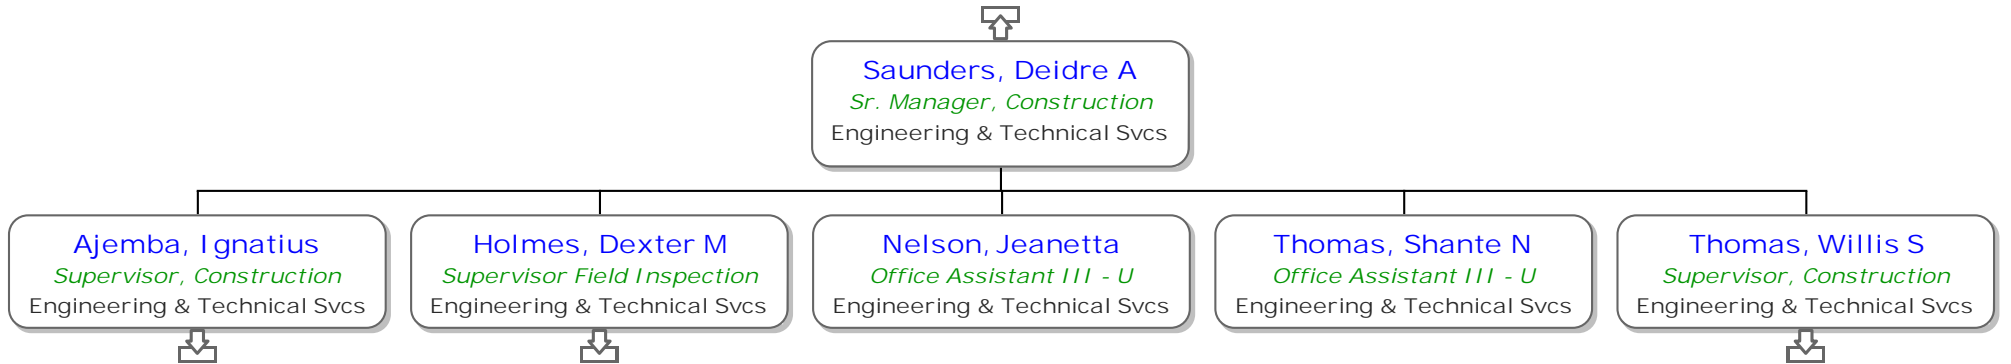 Saunders, Deidre A
Sr. Manager, Construction
Engineering & Technical Svcs
Ajemba, Ignatius
Supervisor, Construction
Engineering & Technical Svcs
Holmes, Dexter M
Supervisor Field Inspection
Engineering & Technical Svcs
Nelson, Jeanetta
Office Assistant III - U
Engineering & Technical Svcs
Thomas, Shante N
Office Assistant III - U
Engineering & Technical Svcs
Thomas, Willis S
Supervisor, Construction
Engineering & Technical Svcs